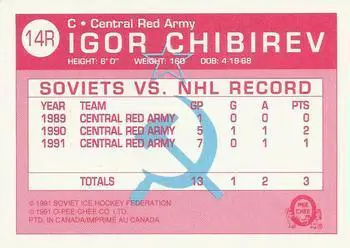 14R
C • Central Red Army
IGOR CHIBIREV
HEIGHT: 6' 0" WEIGHT: 168 DOB: 4-19-68
SOVIETS VS. NHL RECORD
YEAR TEAM GP G A PTS
1989 CENTRAL RED ARMY 1 0 0 0
1990 CENTRAL RED ARMY 5 1 1 2
1991 CENTRAL RED ARMY 7 0 1 1
TOTALS 13 1 2 3
© 1991 SOVIET ICE HOCKEY FEDERATION
© 1991 O-PEE-CHEE CO. LTD.
PTD. IN CANADA/IMPRIMÉ AU CANADA
O PEE CHEE